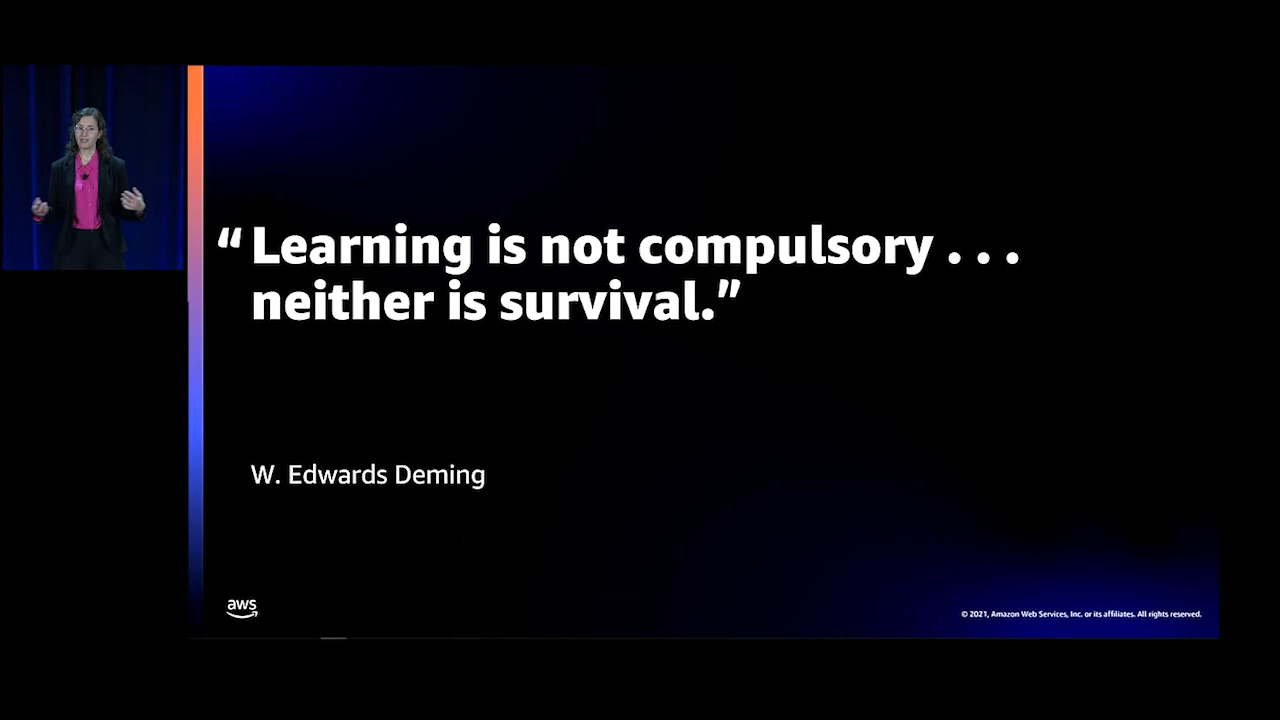 “Learning is not compulsory . . .
neither is survival.”
W. Edwards Deming
aws
© 2021, Amazon Web Services, Inc. or its affiliates. All rights reserved.